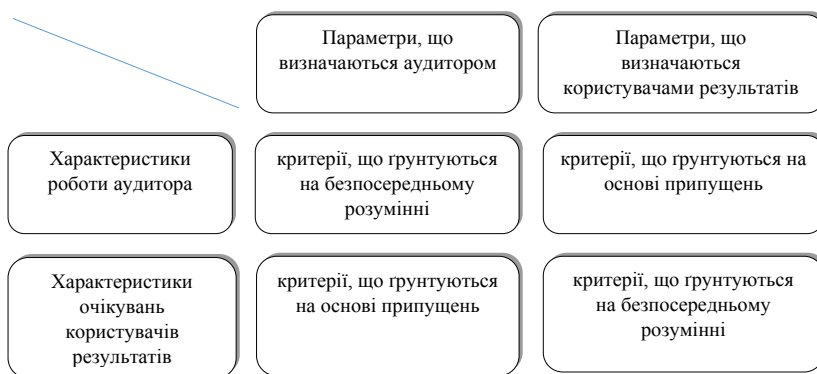 Параметри, що
визначаються аудитором
Параметри, що
визначаються
користувачами результатів
Характеристики
роботи аудитора
критерії, що ґрунтуються
на безпосередньому
розумінні
критерії, що ґрунтуються на
основі припущень
Характеристики
очікувань
користувачів
результатів
критерії, що ґрунтуються
на основі припущень
критерії, що ґрунтуються
на безпосередньому
розумінні